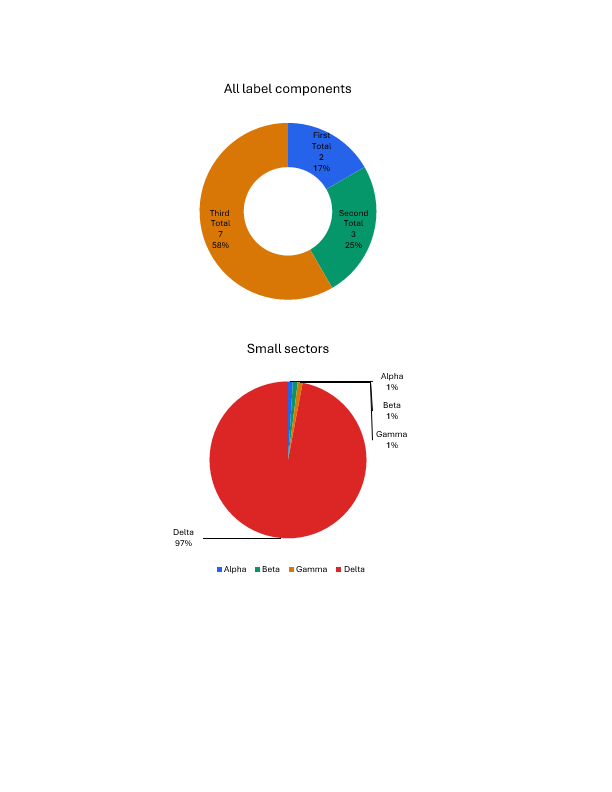 All label components
First
Total
2
17%
Second
Total
3
25%
Third
Total
7
58%
Small sectors
Alpha
1%
Beta
1%
Gamma
1%
Delta
97%
Alpha Beta Gamma Delta